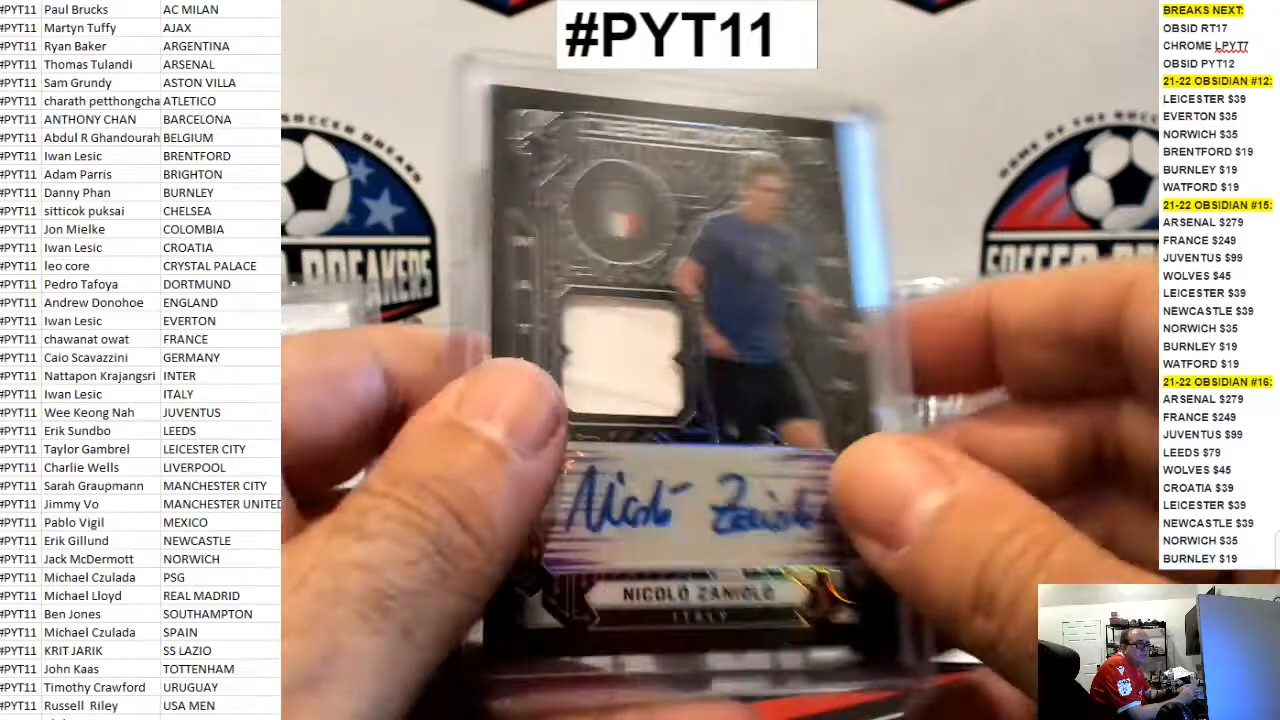 #PYT11 Paul Brucks AC MILAN
#PYT11 Martyn Tuffy AJAX
#PYT11 Ryan Baker ARGENTINA
#PYT11 Thomas Tulandi ARSENAL
#PYT11 Sam Grundy ASTON VILLA
#PYT11 charath petthongcha ATLETICO
#PYT11 ANTHONY CHAN BARCELONA
#PYT11 Abdul R Ghandourah BELGIUM
#PYT11 Iwan Lesic BRENTFORD
#PYT11 Adam Parris BRIGHTON
#PYT11 Danny Phan BURNLEY
#PYT11 sitticok puksai CHELSEA
#PYT11 Jon Mielke COLOMBIA
#PYT11 Iwan Lesic CROATIA
#PYT11 leo core CRYSTAL PALACE
#PYT11 Pedro Tafoya DORTMUND
#PYT11 Andrew Donohoe ENGLAND
#PYT11 Iwan Lesic EVERTON
#PYT11 chawanat owat FRANCE
#PYT11 Caio Scavazzini GERMANY
#PYT11 Nattapon Krajangsri INTER
#PYT11 Iwan Lesic ITALY
#PYT11 Wee Keong Nah JUVENTUS
#PYT11 Erik Sundbo LEEDS
#PYT11 Taylor Gambrel LEICESTER CITY
#PYT11 Charlie Wells LIVERPOOL
#PYT11 Sarah Graupmann MANCHESTER CITY
#PYT11 Jimmy Vo MANCHESTER UNITED
#PYT11 Pablo Vigil MEXICO
#PYT11 Erik Gillund NEWCASTLE
#PYT11 Jack McDermott NORWICH
#PYT11 Michael Czulada PSG
#PYT11 Michael Lloyd REAL MADRID
#PYT11 Ben Jones SOUTHAMPTON
#PYT11 Michael Czulada SPAIN
#PYT11 KRIT JARIK SS LAZIO
#PYT11 John Kaas TOTTENHAM
#PYT11 Timothy Crawford URUGUAY
#PYT11 Russell Riley USA MEN
#PYT11
Nicolò Zaniolo
NICOLO ZANIOLO
ITALY
BREAKS NEXT:
OBSID RT17
CHROME LPYT7
OBSID PYT12
21-22 OBSIDIAN #12:
LEICESTER $39
EVERTON $35
NORWICH $35
BRENTFORD $19
BURNLEY $19
WATFORD $19
21-22 OBSIDIAN #15:
ARSENAL $279
FRANCE $249
JUVENTUS $99
WOLVES $45
LEICESTER $39
NEWCASTLE $39
NORWICH $35
BURNLEY $19
WATFORD $19
21-22 OBSIDIAN #16:
ARSENAL $279
FRANCE $249
JUVENTUS $99
LEEDS $79
WOLVES $45
CROATIA $39
LEICESTER $39
NEWCASTLE $39
NORWICH $35
BURNLEY $19